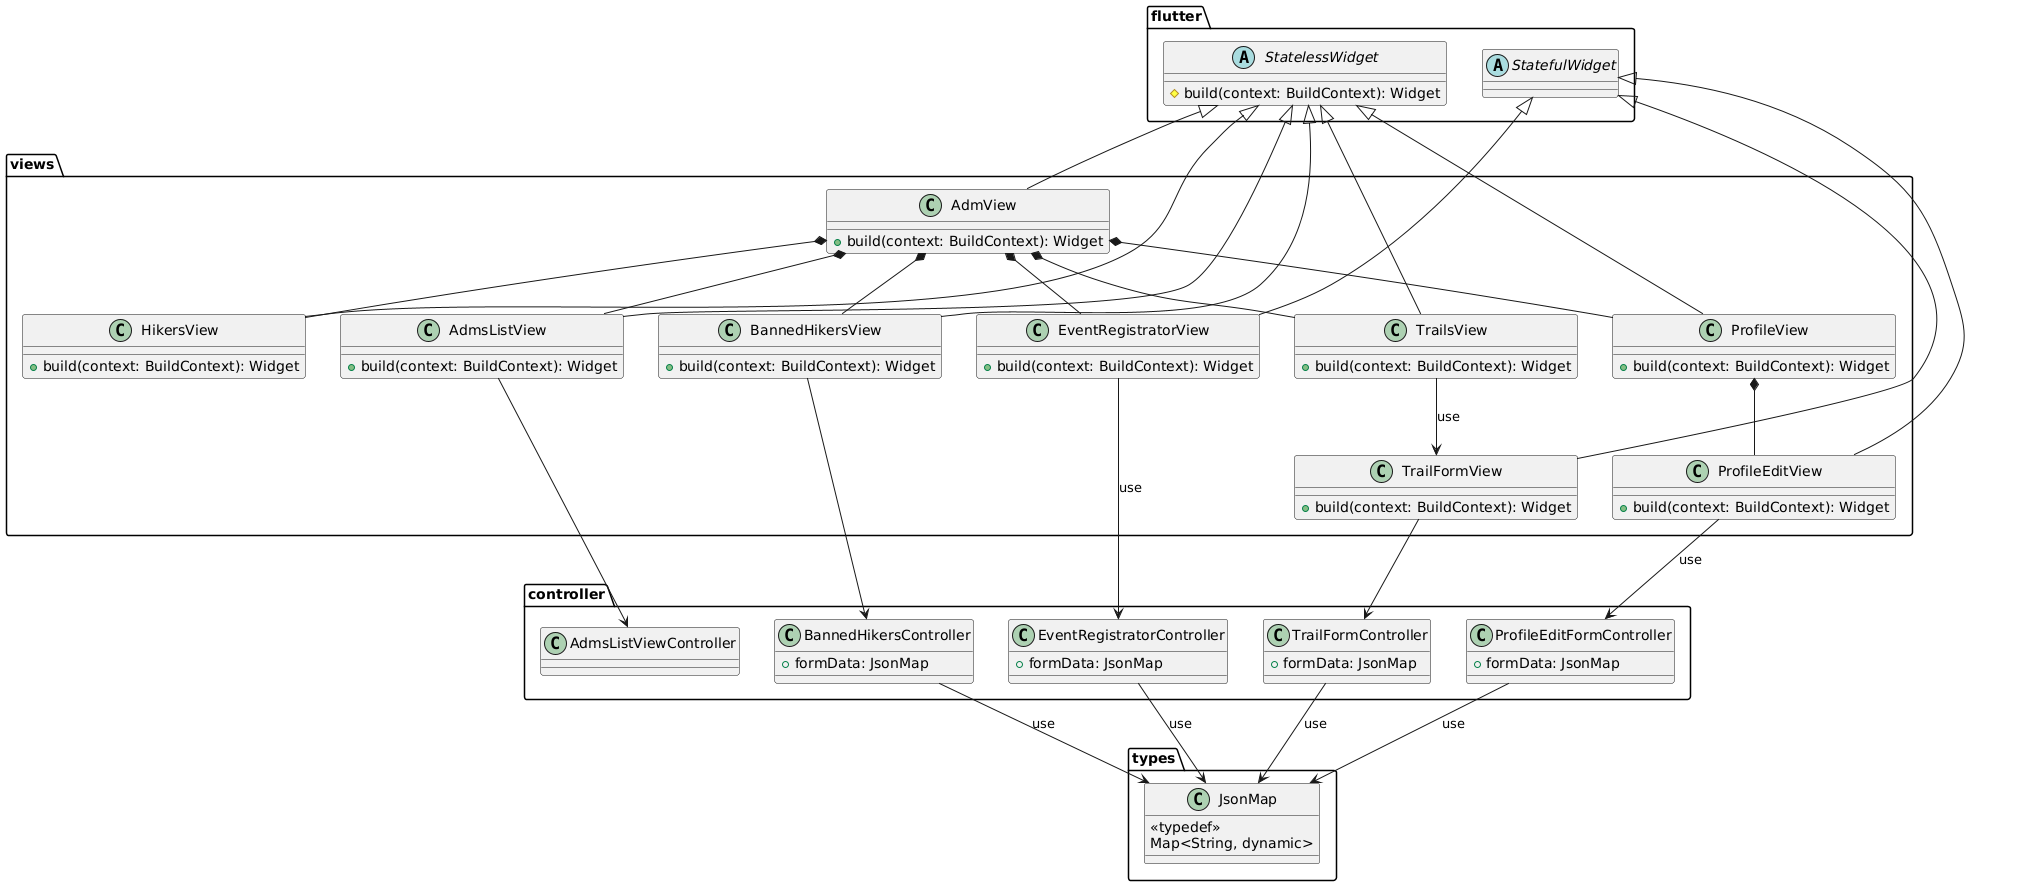 flutter
A StatelessWidget
build(context: BuildContext): Widget
A StatefulWidget
views
C AdmView
build(context: BuildContext): Widget
C HikersView
build(context: BuildContext): Widget
C AdmsListView
build(context: BuildContext): Widget
C BannedHikersView
build(context: BuildContext): Widget
C EventRegistratorView
build(context: BuildContext): Widget
C TrailsView
build(context: BuildContext): Widget
C ProfileView
build(context: BuildContext): Widget
use
C TrailFormView
build(context: BuildContext): Widget
C ProfileEditView
build(context: BuildContext): Widget
use
use
controller
C AdmsListViewController
C BannedHikersController
formData: JsonMap
C EventRegistratorController
formData: JsonMap
C TrailFormController
formData: JsonMap
C ProfileEditFormController
formData: JsonMap
use
use
use
use
types
C JsonMap
«typedef»
Map<String, dynamic>